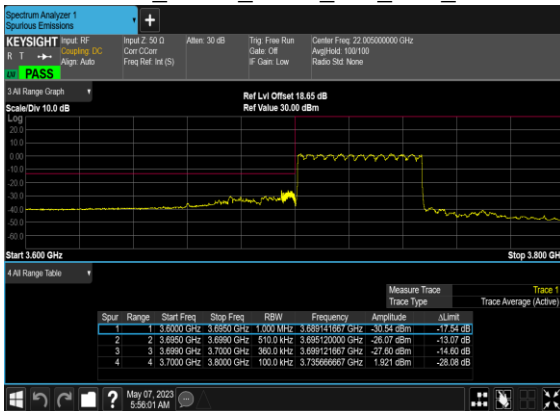 Spectrum Analyzer 1
Spurious Emissions
+
KEYSIGHT Input: RF Input Z: 50 Ω Atten: 30 dB Trig: Free Run Center Freq: 22.005000000 GHz
R T Coupling: DC Corr CCorr Gate: Off Avg|Hold: 100/100
Align: Auto Freq Ref: Int (S) IF Gain: Low Radio Std: None
PASS
3 All Range Graph
Ref Lvl Offset 18.65 dB
Scale/Div 10.0 dB Ref Value 30.00 dBm
Log
20.0
10.0
0.00
-10.0
-20.0
-30.0
-40.0
-50.0
-60.0
Start 3.600 GHz Stop 3.800 GH
4 All Range Table
Measure Trace Trace 1
Trace Type Trace Average (Active)
Spur Range Start Freq Stop Freq RBW Frequency Amplitude ΔLimit
1 1 3.6000 GHz 3.6950 GHz 1.000 MHz 3.689141667 GHz -30.54 dBm -17.54 dB
2 2 3.6950 GHz 3.6990 GHz 510.0 kHz 3.695120000 GHz -26.07 dBm -13.07 dB
3 3 3.6990 GHz 3.7000 GHz 360.0 kHz 3.699121667 GHz -27.60 dBm -14.60 dB
4 4 3.7000 GHz 3.8000 GHz 100.0 kHz 3.735666667 GHz 1.921 dBm -28.08 dB
May 07, 2023
5:56:01 AM